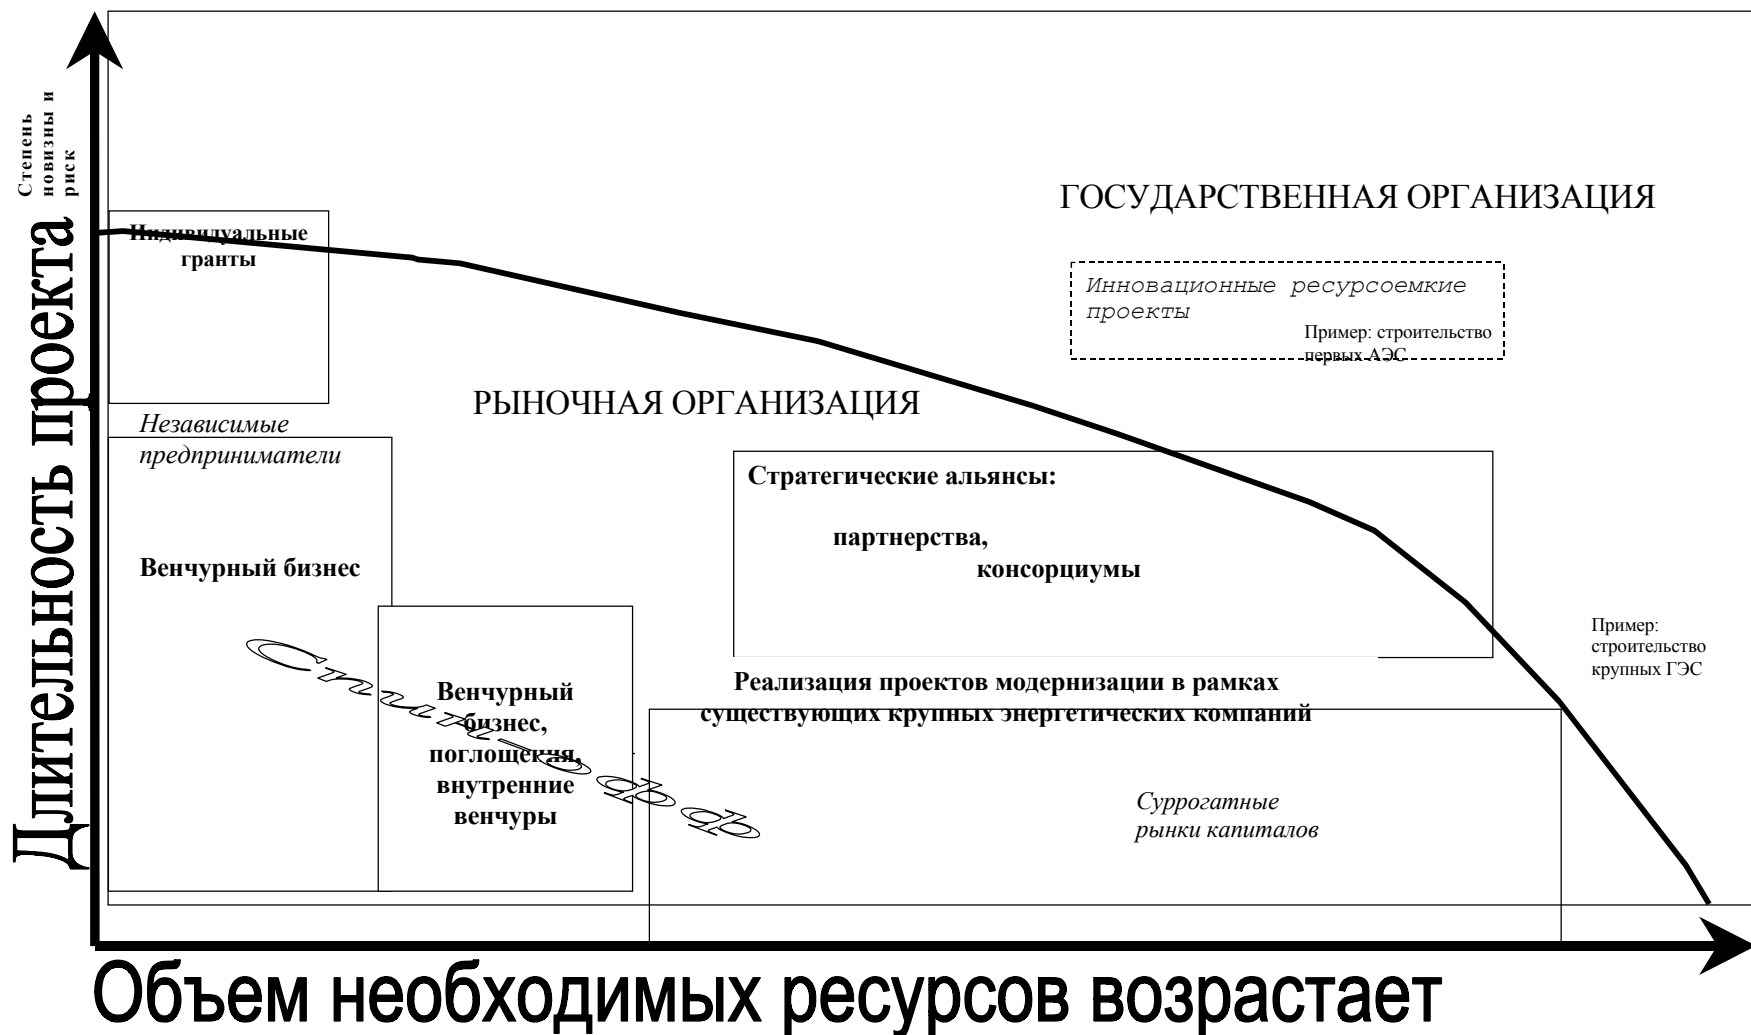 Степень
новизны и
риск
Длительность проекта
ГОСУДАРСТВЕННАЯ ОРГАНИЗАЦИЯ
Индивидуальные
гранты
Инновационные ресурсоемкие
проекты
Пример: строительство
первых АЭС
РЫНОЧНАЯ ОРГАНИЗАЦИЯ
Независимые
предприниматели
Стратегические альянсы:
партнерства,
консорциумы
Венчурный бизнес
Пример:
строительство
крупных ГЭС
Венчурный
бизнес,
поглощения,
внутренние
венчуры
Реализация проектов модернизации в рамках
существующих крупных энергетических компаний
Суррогатные
рынки капиталов
Объем необходимых ресурсов возрастает